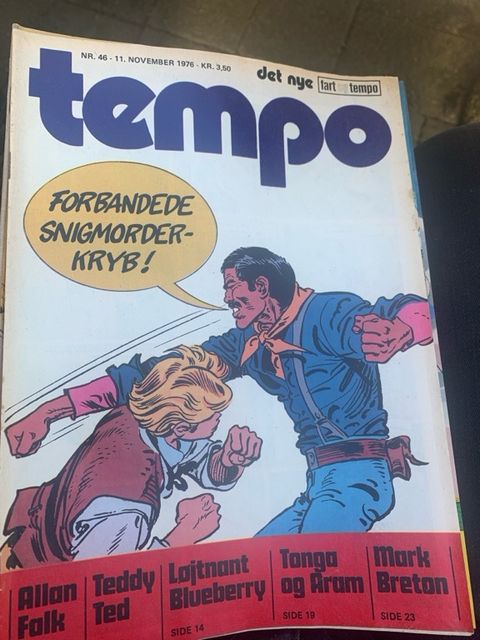 NR. 46 - 11. NOVEMBER 1976 - KR. 3,50
det nye fart og tempo
tempo
FORBANDEDE
SNIGMORDER-
KRYB!
Allan
Falk
Teddy
Ted
Løjtnant
Blueberry
SIDE 14
Tonga
og Aram
SIDE 19
Mark
Breton
SIDE 23